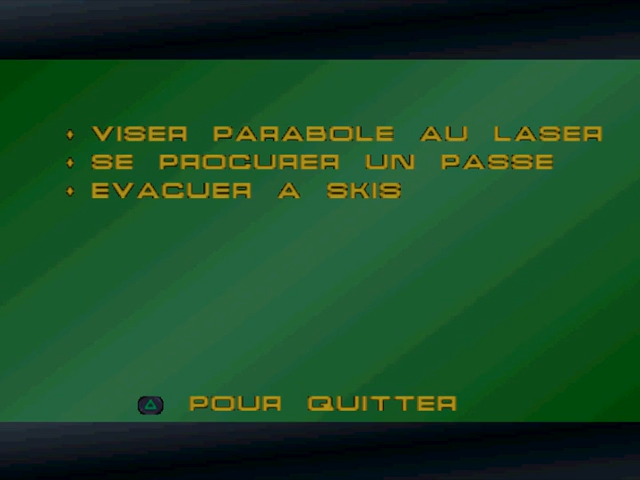 VISER PARABOLE AU LASER
SE PROCURER UN PASSE
EVACUER A SKIS
POUR QUITTER